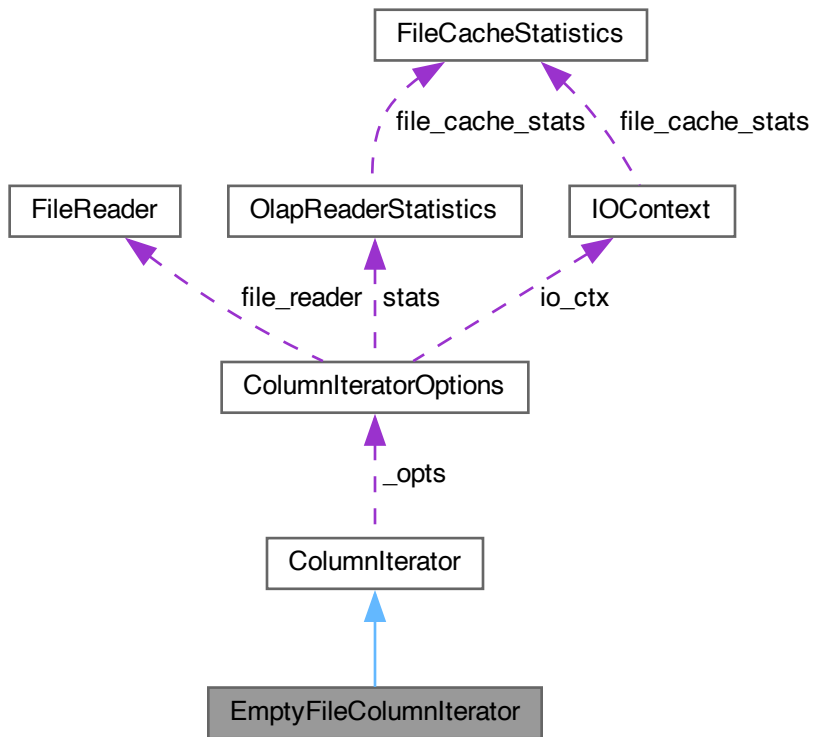 FileCacheStatistics
file_cache_stats
file_cache_stats
FileReader
OlapReaderStatistics
IOContext
file_reader
stats
io_ctx
ColumnIteratorOptions
_opts
ColumnIterator
EmptyFileColumnIterator